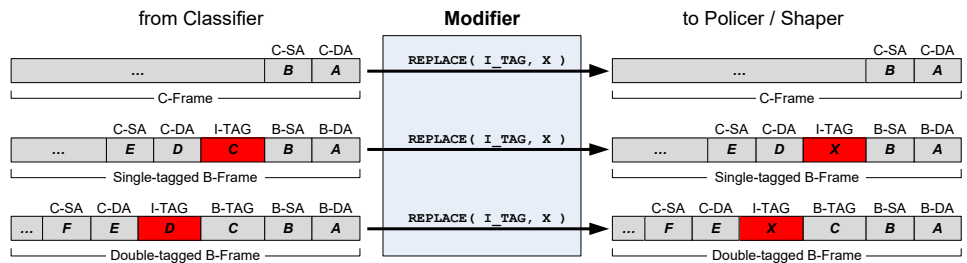 from Classifier Modifier to Policer / Shaper
C-SA C-DA REPLACE( I_TAG, X ) C-SA C-DA
... B A ... B A
C-Frame C-Frame
C-SA C-DA I-TAG B-SA B-DA REPLACE( I_TAG, X ) C-SA C-DA I-TAG B-SA B-DA
... E D C B A ... E D X B A
Single-tagged B-Frame Single-tagged B-Frame
C-SA C-DA I-TAG B-TAG B-SA B-DA REPLACE( I_TAG, X ) C-SA C-DA I-TAG B-TAG B-SA B-DA
... F E D C B A ... F E X C B A
Double-tagged B-Frame Double-tagged B-Frame